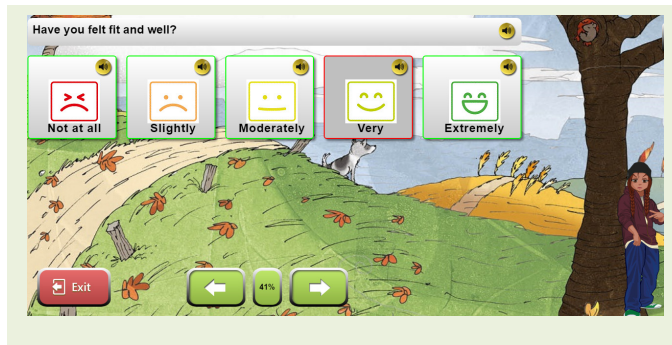 Have you felt fit and well?
Not at all
Slightly
Moderately
Very
Extremely
Exit
41%